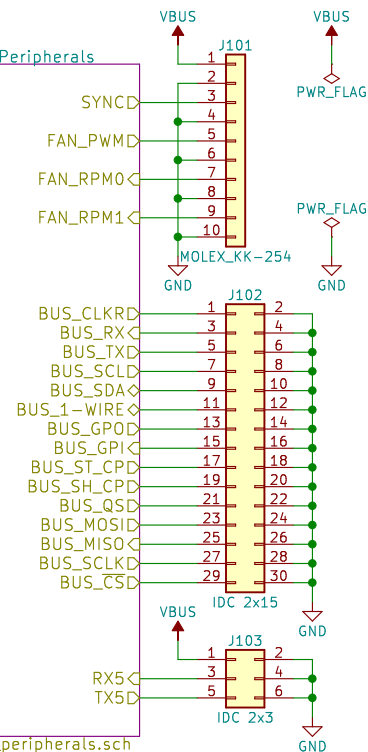 VBUS VBUS
J101
Peripherals
1
2
SYNC 3
PWR_FLAG
4
FAN_PWM 5
6
FAN_RPM0 7
8
PWR_FLAG
FAN_RPM1 9
10
MOLEX_KK-254
GND GND
J102
BUS_CLKR 1 2
BUS_RX 3 4
BUS_TX 5 6
BUS_SCL 7 8
BUS_SDA 9 10
BUS_1-WIRE 11 12
BUS_GPO 13 14
BUS_GPI 15 16
BUS_ST_CP 17 18
BUS_SH_CP 19 20
BUS_QS 21 22
BUS_MOSI 23 24
BUS_MISO 25 26
BUS_SCLK 27 28
BUS_C̅S̅ 29 30
IDC 2x15
VBUS
GND
J103
1 2
RX5 3 4
TX5 5 6
IDC 2x3
GND
_peripherals.sch